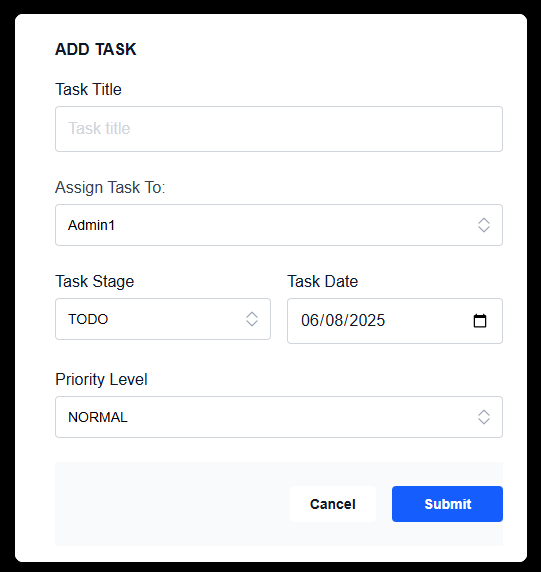 ADD TASK
Task Title
Task title
Assign Task To:
Admin1
Task Stage Task Date
TODO 06/08/2025
Priority Level
NORMAL
Cancel Submit